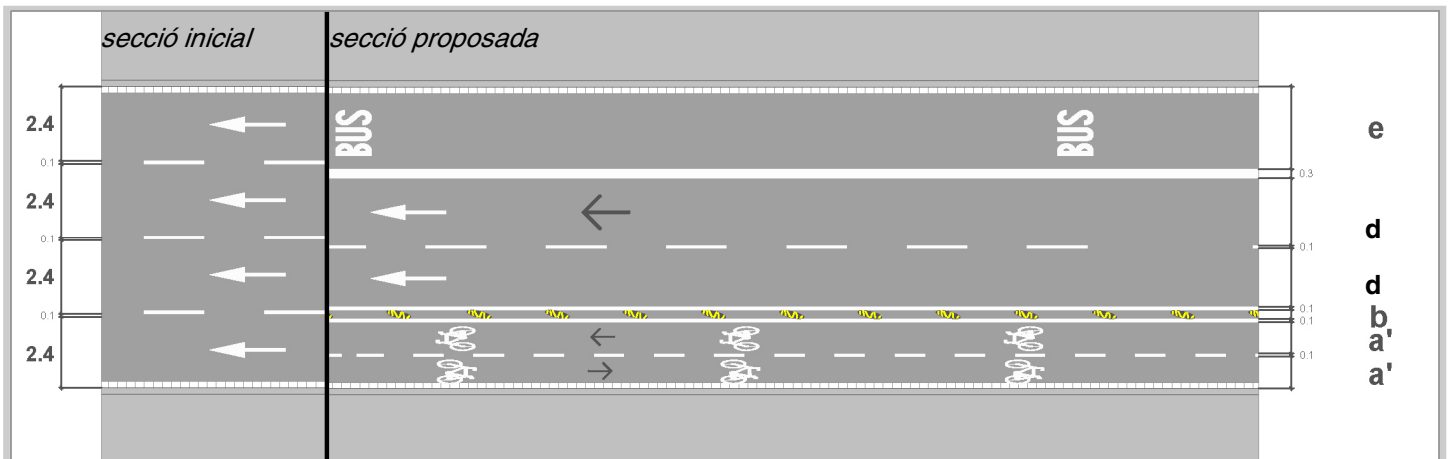 secció inicial
secció proposada
2.4
0.1
2.4
0.1
2.4
0.1
2.4
BUS
BUS
0.3
0.1
0.1
0.1
0.1
e
d
d
b
a'
a'